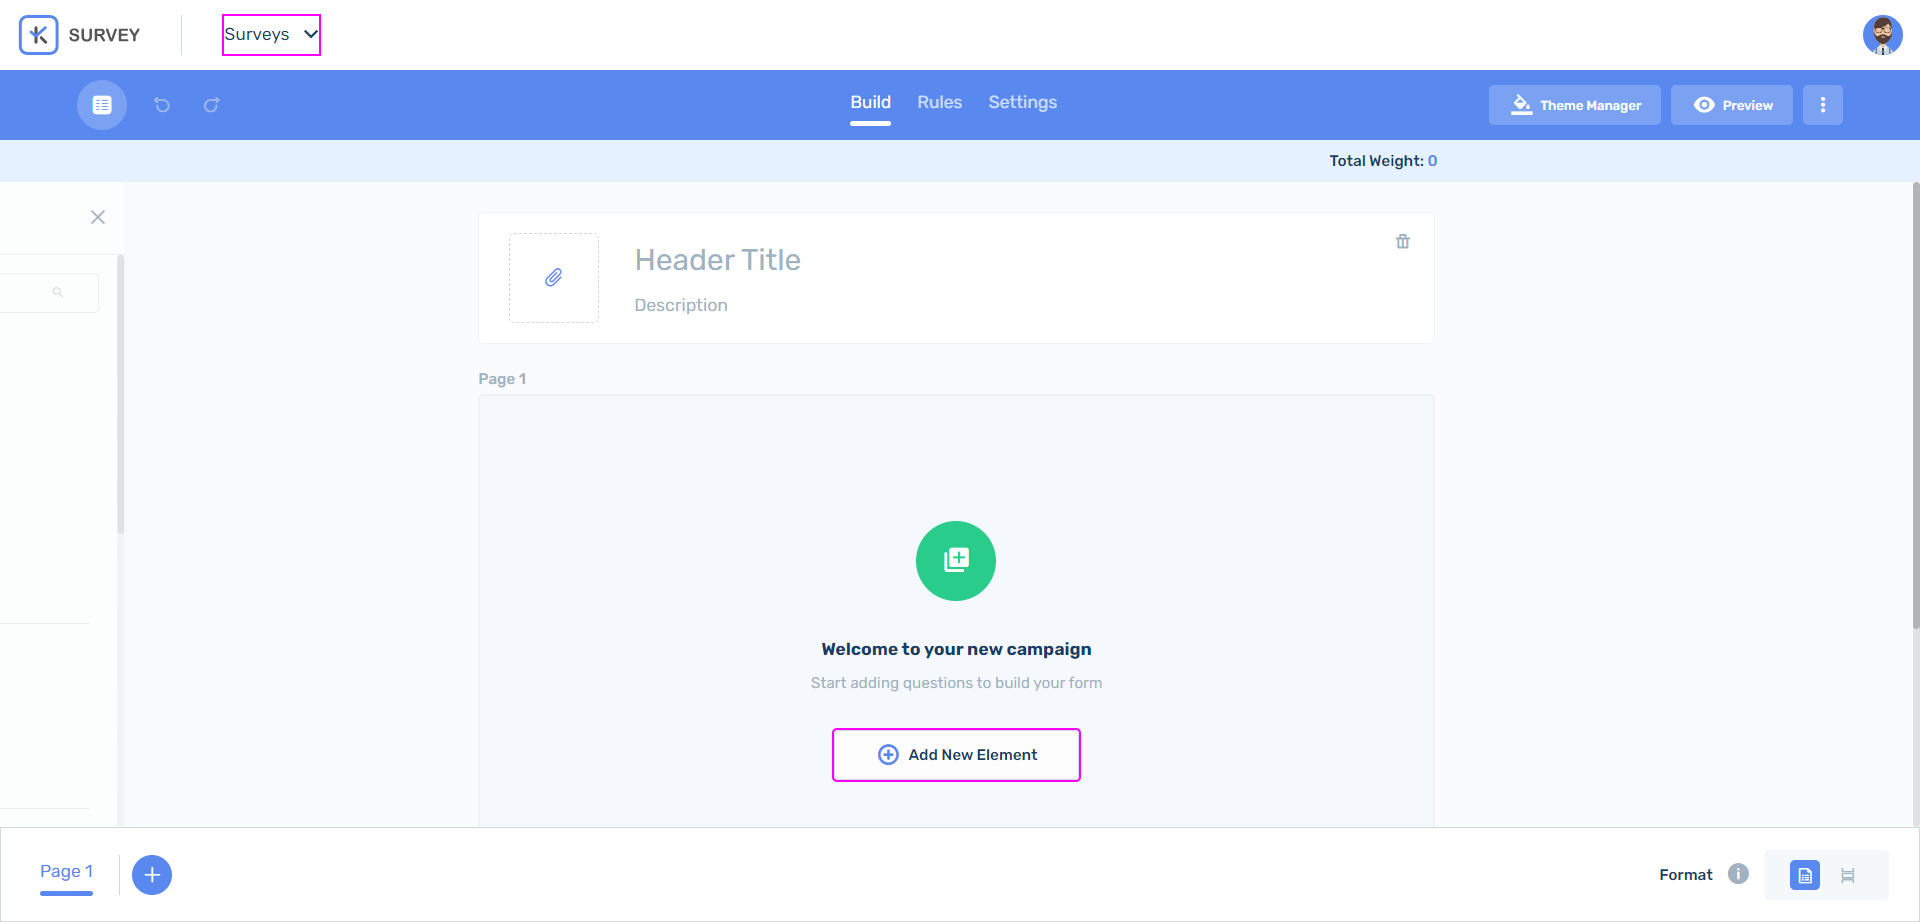 SURVEY
Surveys
Build Rules Settings
Theme Manager
Preview
Total Weight: 0
Header Title
Description
Page 1
Welcome to your new campaign
Start adding questions to build your form
Add New Element
Page 1
Format